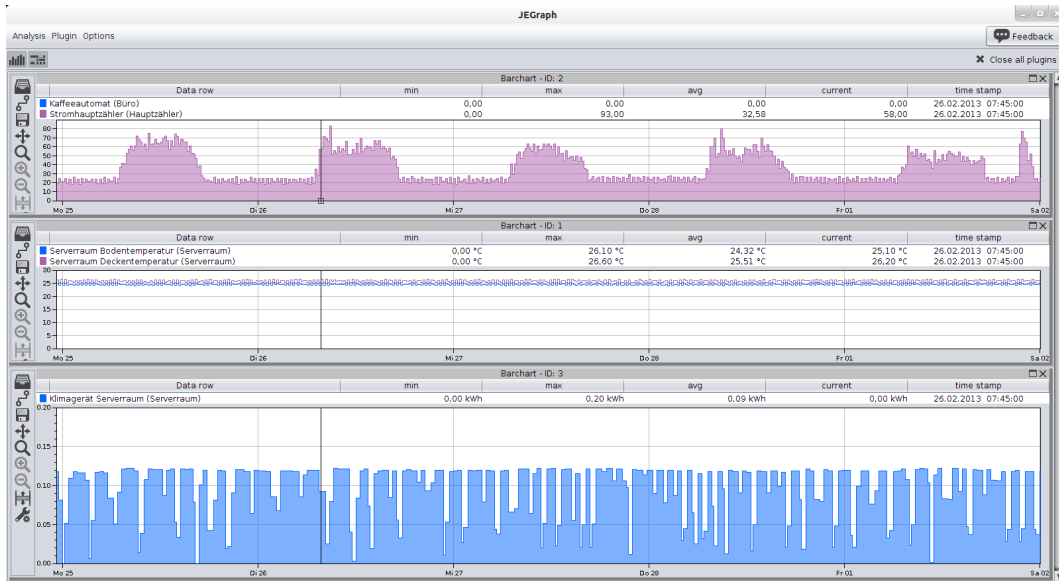 JEGraph
Analysis Plugin Options
Feedback
Close all plugins
Barchart - ID: 2
Data row min max avg current time stamp
Kaffeeautomat (Büro) 0,00 0,00 0,00 0,00 26.02.2013 07:45:00
Stromhauptzähler (Hauptzähler) 0,00 93,00 32,58 58,00 26.02.2013 07:45:00
80
70
60
50
40
30
20
10
0
Mo 25 Di 26 Mi 27 Do 28 Fr 01 Sa 02
Barchart - ID: 1
Data row min max avg current time stamp
Serverraum Bodentemperatur (Serverraum) 0,00 °C 26,10 °C 24,32 °C 25,10 °C 26.02.2013 07:45:00
Serverraum Deckentemperatur (Serverraum) 0,00 °C 26,60 °C 25,51 °C 26,20 °C 26.02.2013 07:45:00
30
25
20
15
10
5
0
Mo 25 Di 26 Mi 27 Do 28 Fr 01 Sa 02
Barchart - ID: 3
Data row min max avg current time stamp
Klimagerät Serverraum (Serverraum) 0,00 kWh 0,20 kWh 0,09 kWh 0,00 kWh 26.02.2013 07:45:00
0.20
0.15
0.10
0.05
0.00
Mo 25 Di 26 Mi 27 Do 28 Fr 01 Sa 02